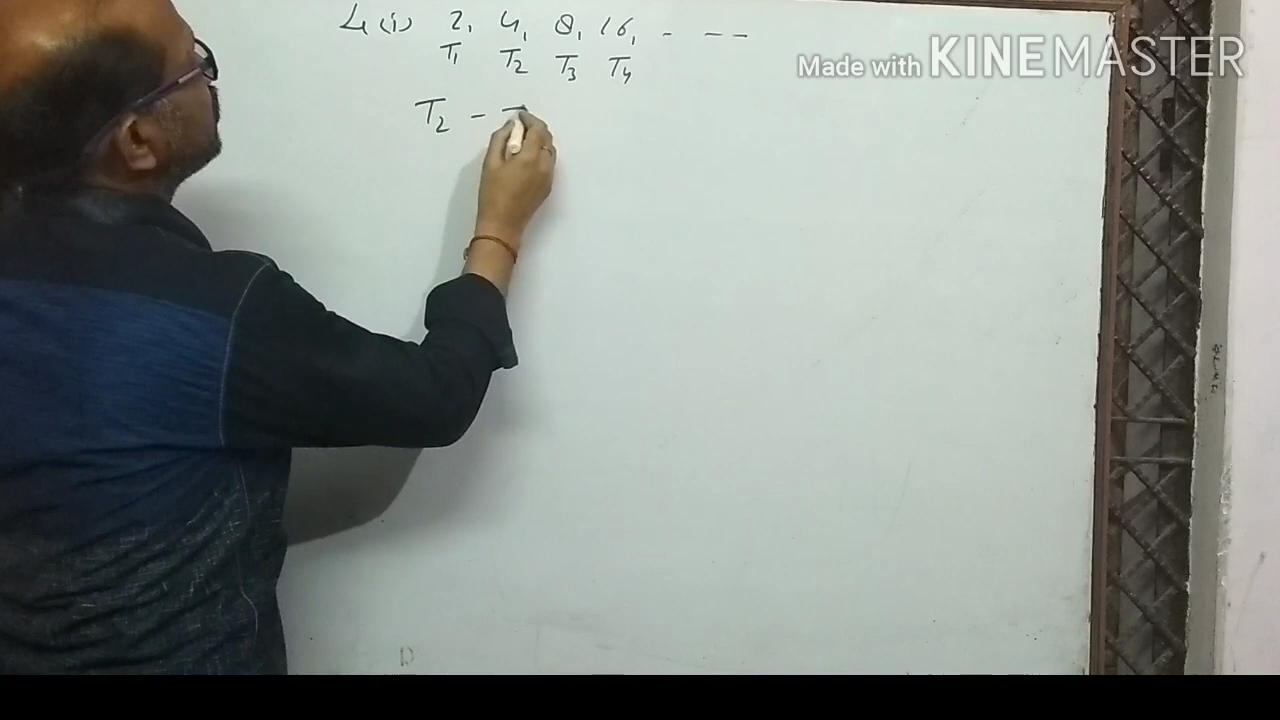 4 (i) 2, 4, 8, 16, - - -
T1 T2 T3 T4
T2 - T
Made with KINEMASTER